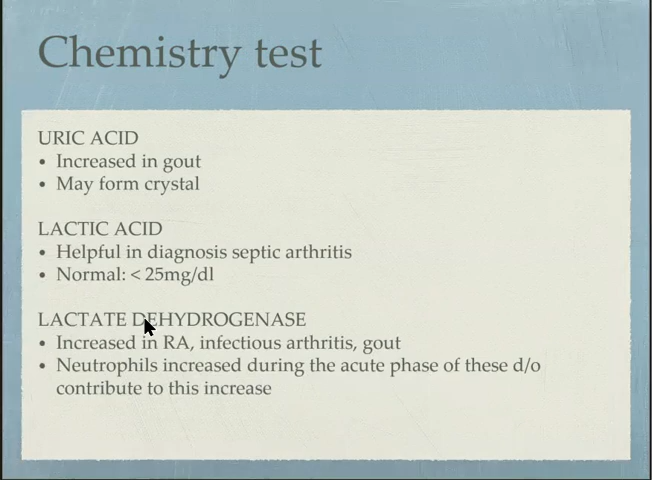 Chemistry test
URIC ACID
• Increased in gout
• May form crystal
LACTIC ACID
• Helpful in diagnosis septic arthritis
• Normal: < 25mg/dl
LACTATE DEHYDROGENASE
• Increased in RA, infectious arthritis, gout
• Neutrophils increased during the acute phase of these d/o
contribute to this increase